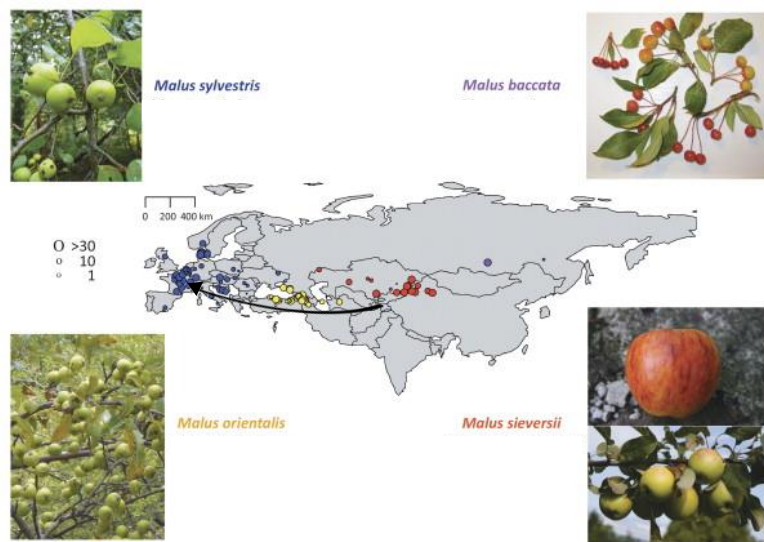 Malus sylvestris
Malus baccata
0 200 400 km
O >30
o 10
o 1
Malus orientalis
Malus sieversii